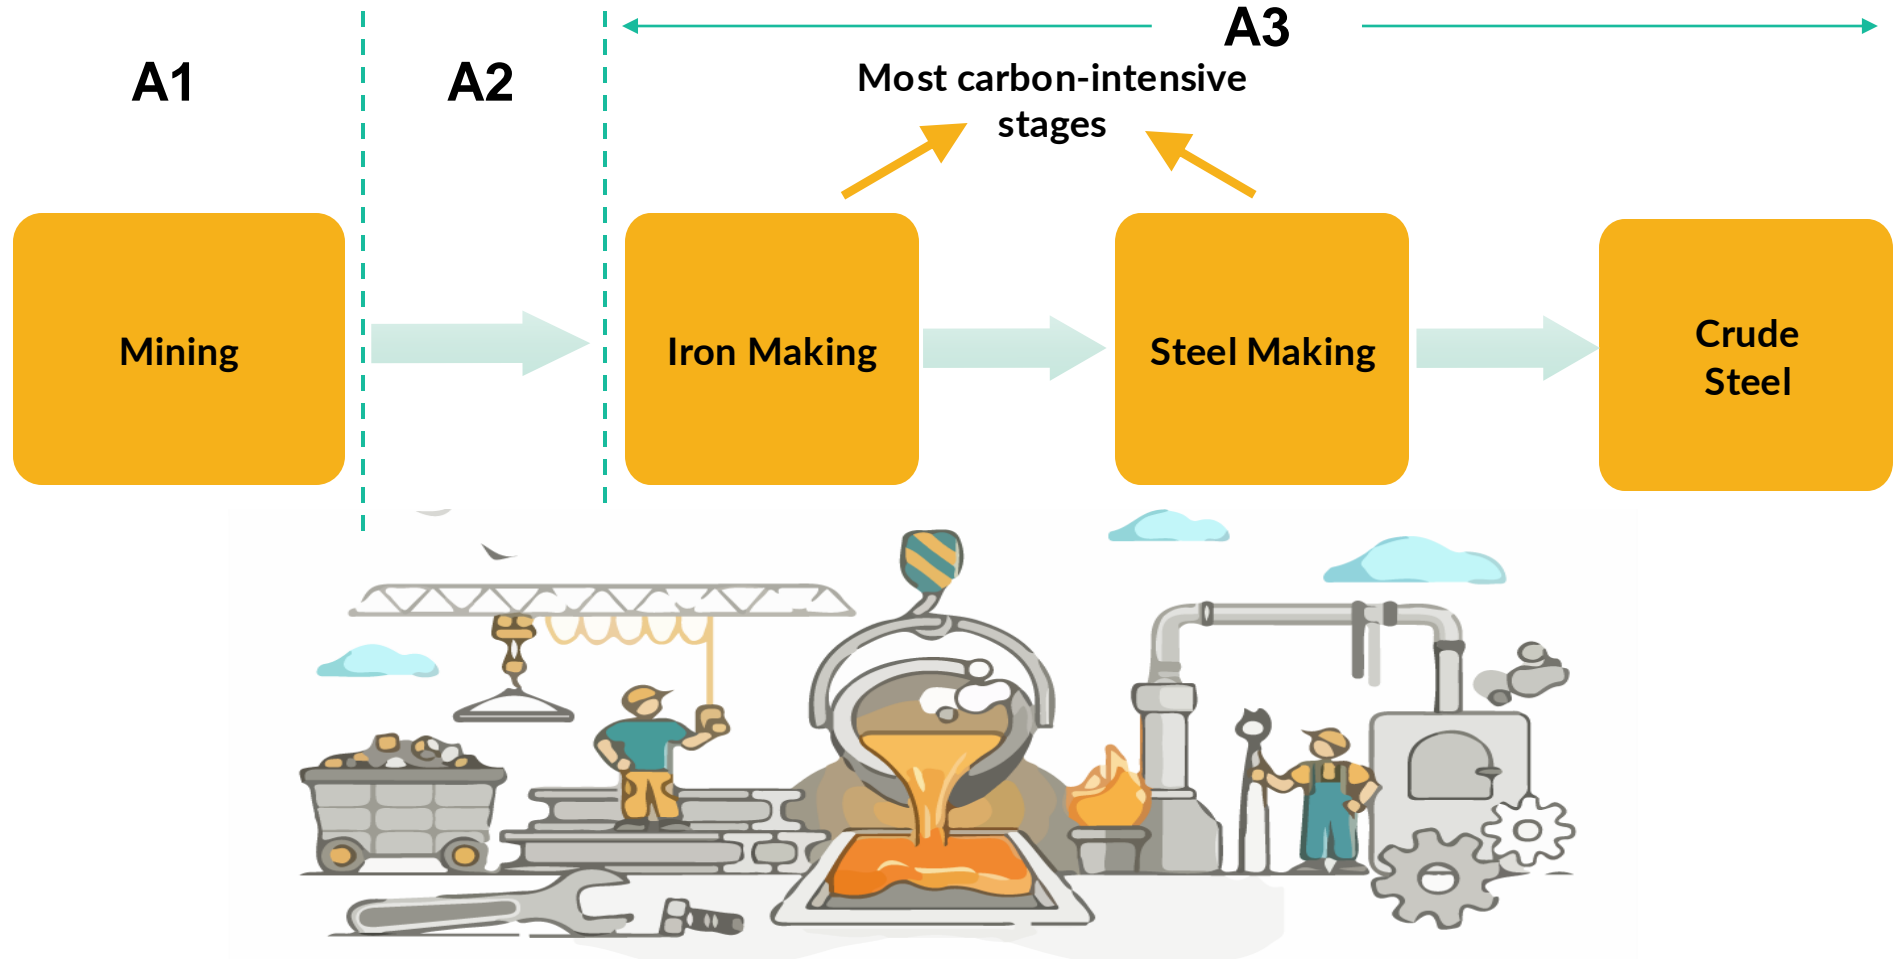 A1
A2
A3
Most carbon-intensive
stages
Mining
Iron Making
Steel Making
Crude
Steel